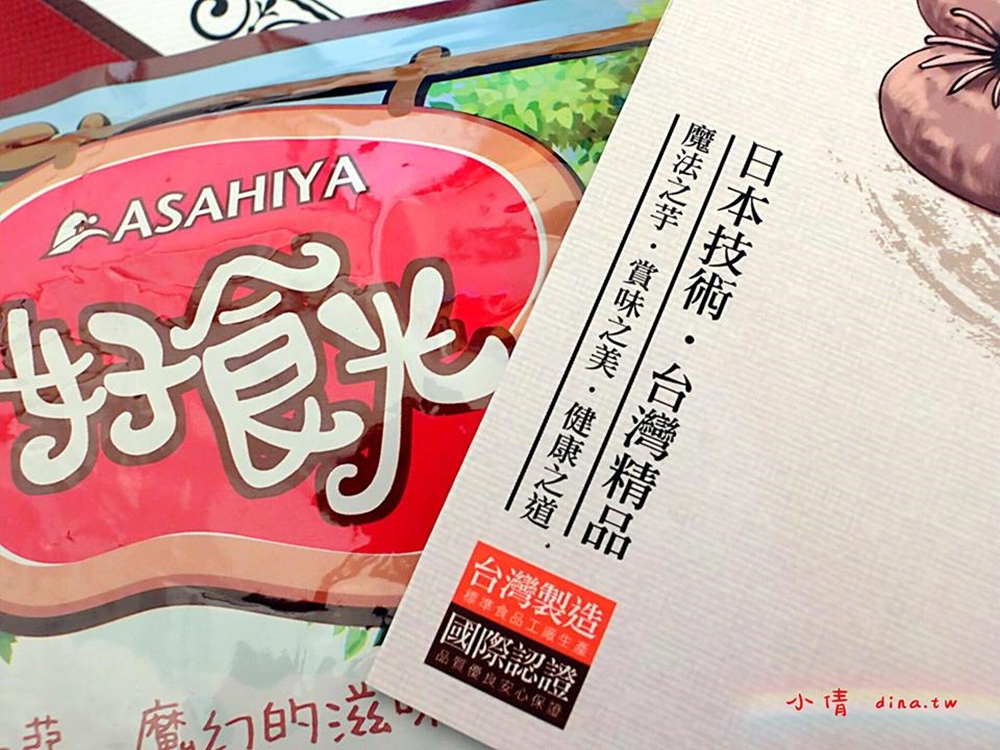 ASAHIYA
好食光
魔幻的滋味
日本技術・台灣精品
魔法之芋・賞味之美・健康之道・
台灣製造
標準食品工廠生產
國際認證
品質優良安心保證
小倩 dina.tw